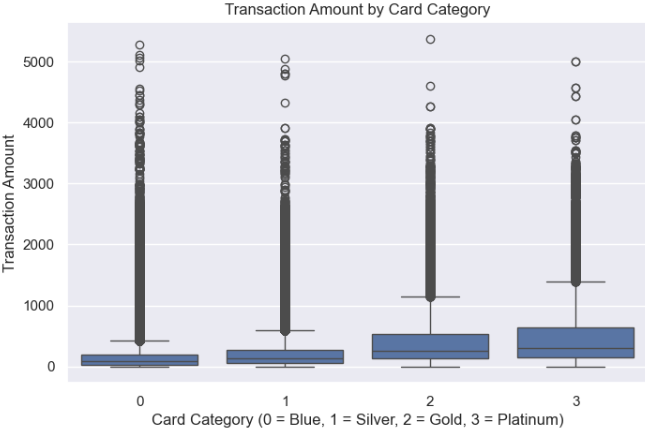 Transaction Amount by Card Category
Transaction Amount
5000
4000
3000
2000
1000
0
0 1 2 3
Card Category (0 = Blue, 1 = Silver, 2 = Gold, 3 = Platinum)